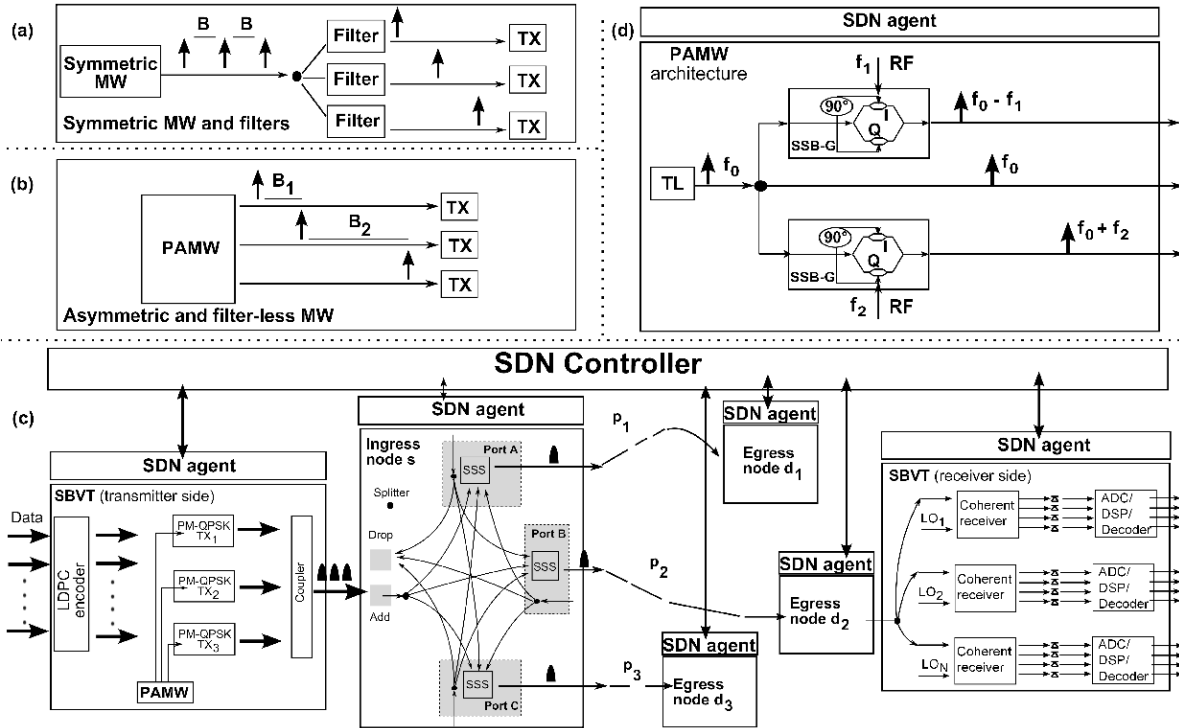 (a)
B B
Symmetric
MW
Filter
Filter
Filter
TX
TX
TX
Symmetric MW and filters
(b)
PAMW
B1
B2
TX
TX
TX
Asymmetric and filter-less MW
(d)
SDN agent
PAMW
architecture
f1 RF
90°
I
Q
SSB-G
f0 - f1
TL
f0
f0
90°
I
Q
SSB-G
f0 + f2
f2 RF
SDN Controller
(c)
SDN agent
SBVT (transmitter side)
Data
LDPC
encoder
PM-QPSK
TX1
PM-QPSK
TX2
PM-QPSK
TX3
PAMW
Coupler
SDN agent
Ingress
node s
Port A
SSS
Splitter
Drop
Port B
SSS
Add
SSS
Port C
p1
p2
p3
SDN agent
Egress
node d1
SDN agent
Egress
node d2
SDN agent
Egress
node d3
SDN agent
SBVT (receiver side)
LO1
Coherent
receiver
ADC/
DSP/
Decoder
LO2
Coherent
receiver
ADC/
DSP/
Decoder
LON
Coherent
receiver
ADC/
DSP/
Decoder